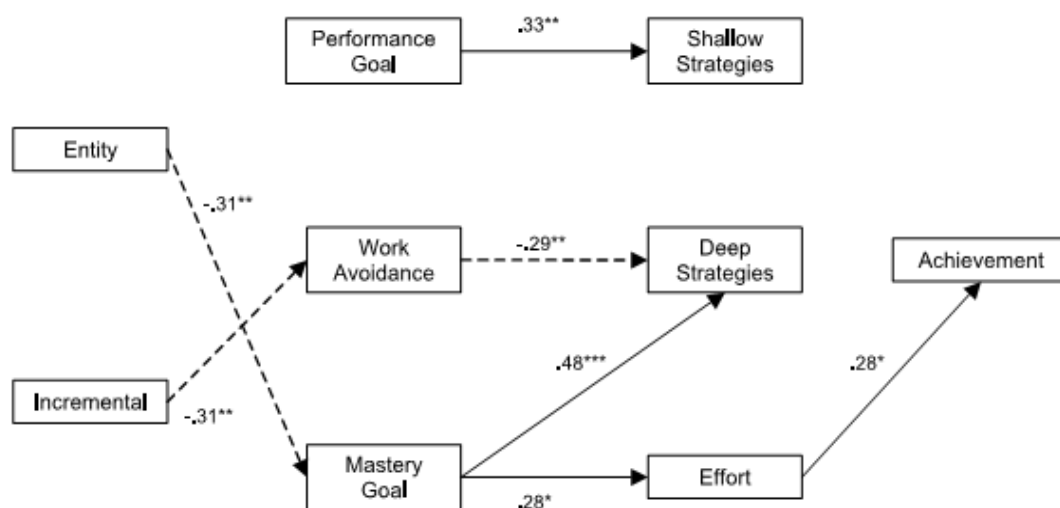 Performance
Goal
.33**
Shallow
Strategies
Entity
-.31**
Work
Avoidance
-.29**
Deep
Strategies
Achievement
Incremental
-.31**
.48***
.28*
Mastery
Goal
.28*
Effort